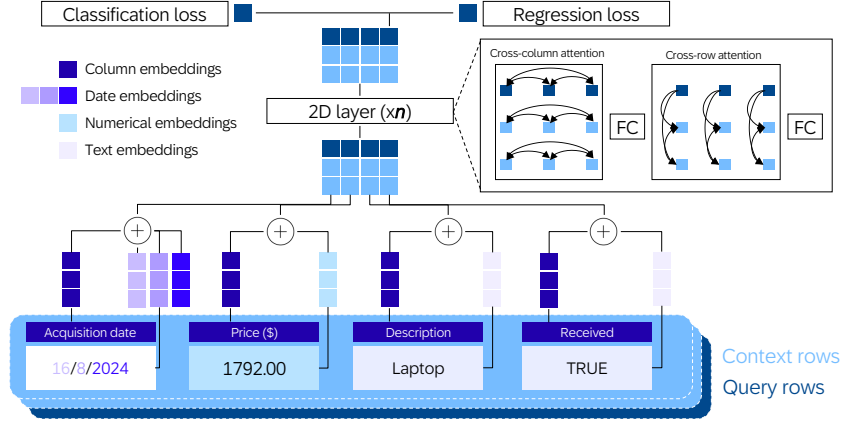 Classification loss
Regression loss
Column embeddings
Date embeddings
Numerical embeddings
Text embeddings
2D layer (xn)
Cross-column attention
Cross-row attention
FC
FC
+
+
+
+
Acquisition date
Price ($)
Description
Received
16/8/2024
1792.00
Laptop
TRUE
Context rows
Query rows